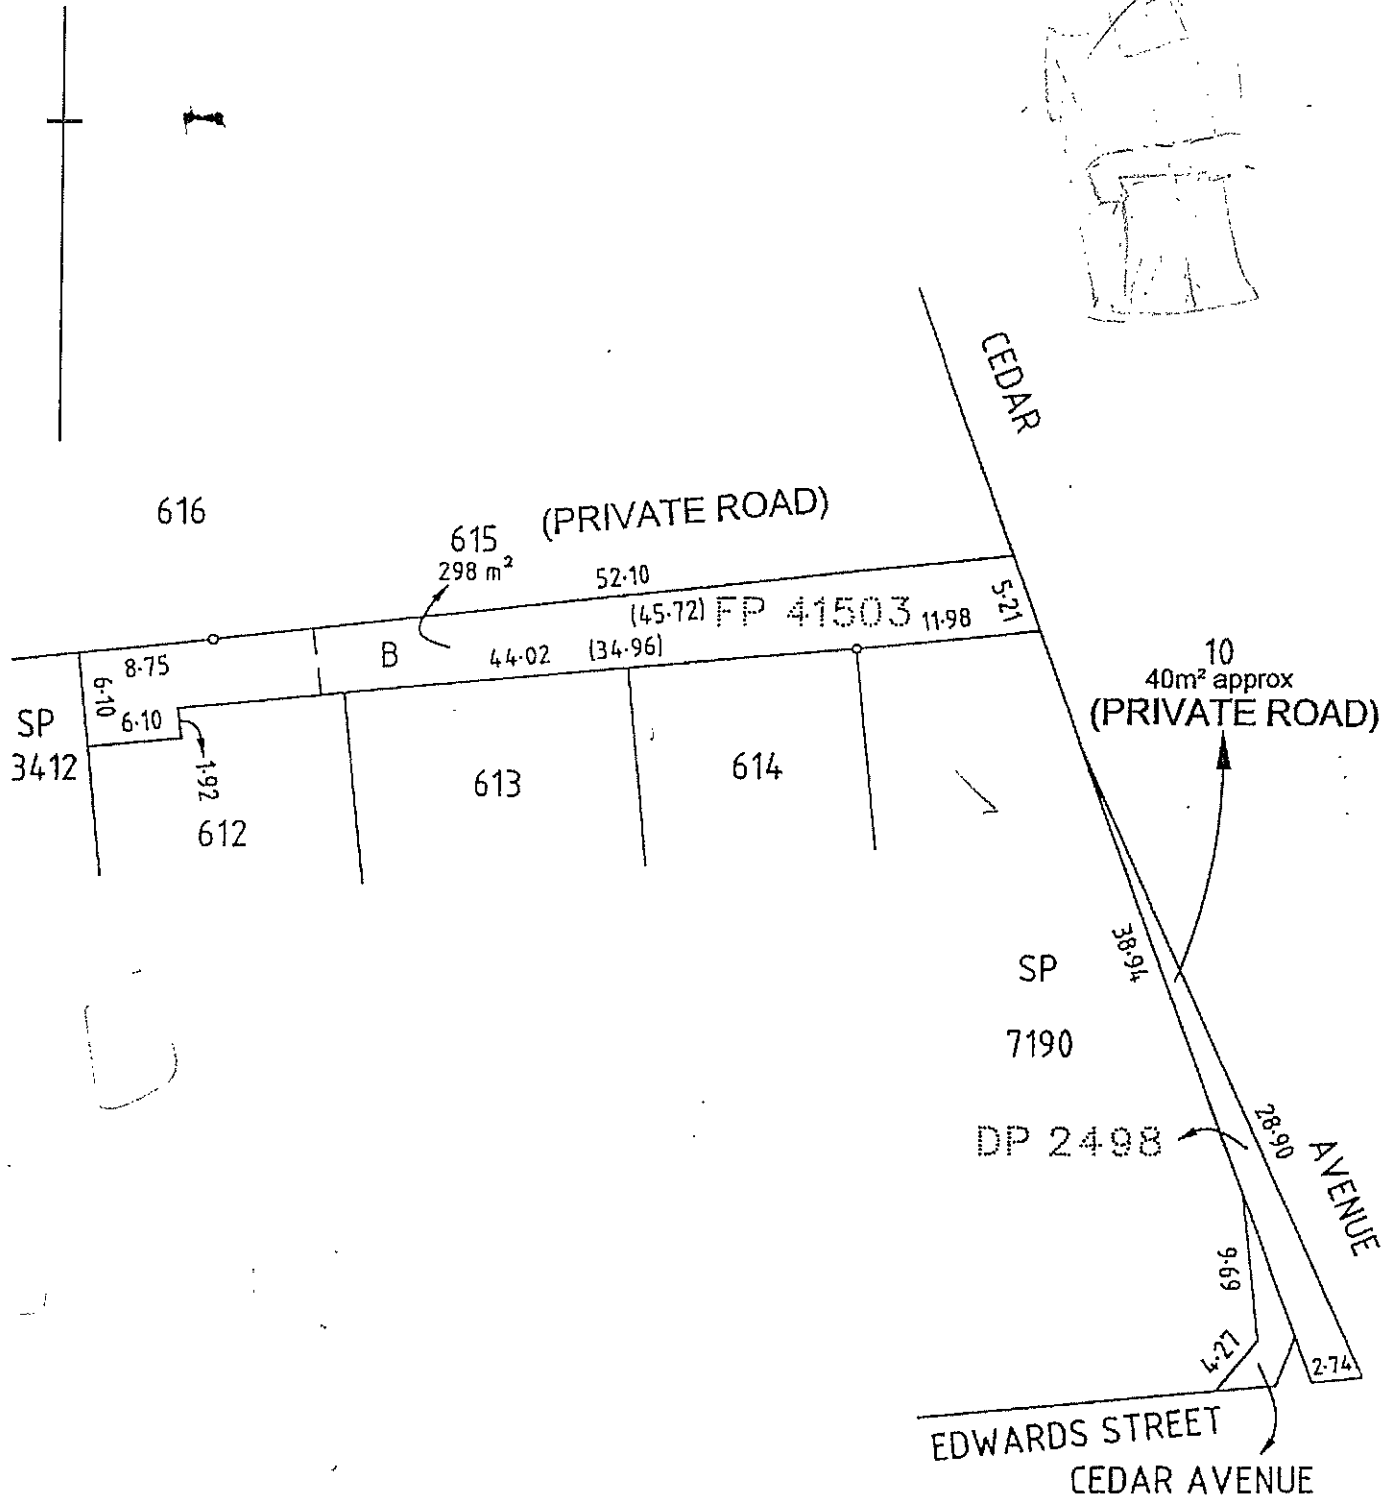 CEDAR
616
615
298 m²
(PRIVATE ROAD)
52·10
(45·72)
FP 41503
11·98
5·21
8·75
B
44·02
(34·96)
6·10
6·10
1·92
SP
3412
612
613
614
10
40m² approx
(PRIVATE ROAD)
38·94
SP
7190
DP 2498
28·90
AVENUE
9·69
4·27
2·74
EDWARDS STREET
CEDAR AVENUE